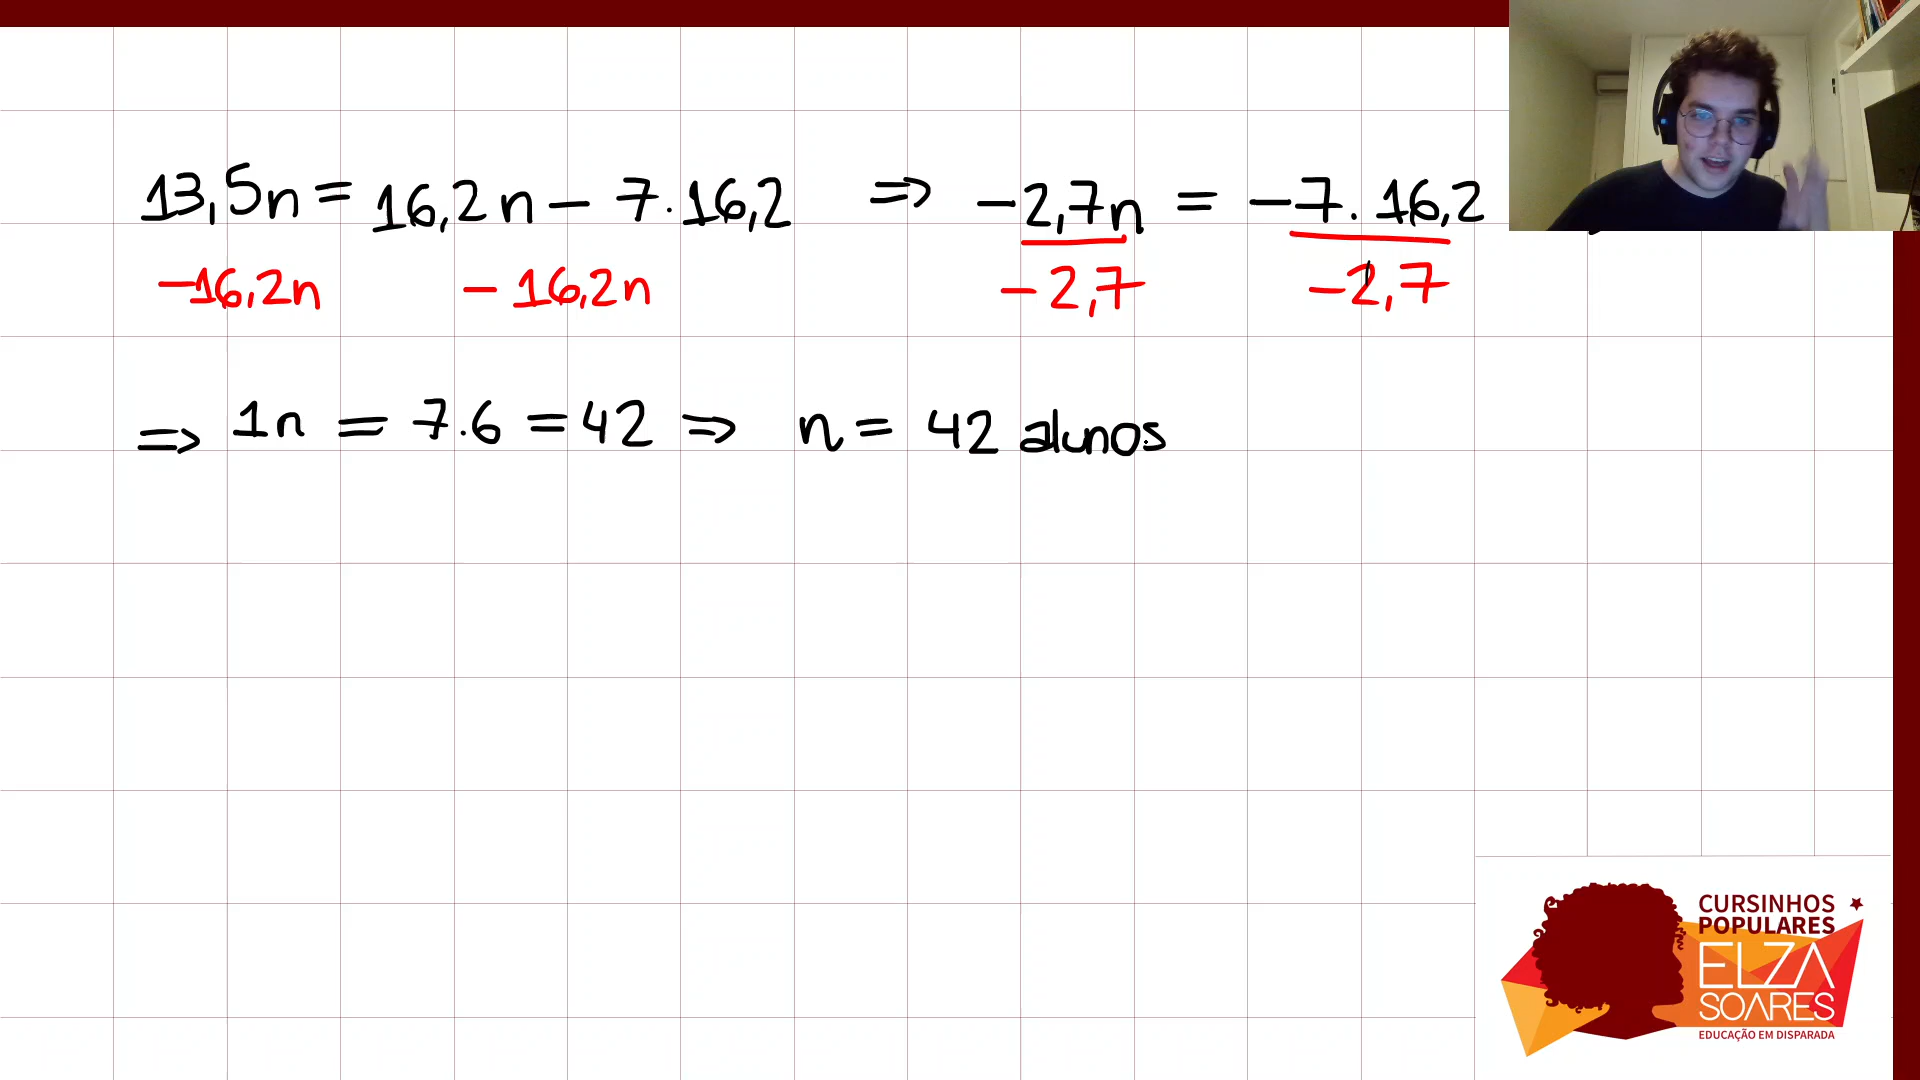 13,5n = 16,2n - 7.16,2 => -2,7n = -7.16,2
-16,2n -16,2n -2,7 -2,7
=> 1n = 7.6 = 42 => n = 42 alunos
CURSINHOS
POPULARES
ELZA
SOARES
EDUCAÇÃO EM DISPARADA